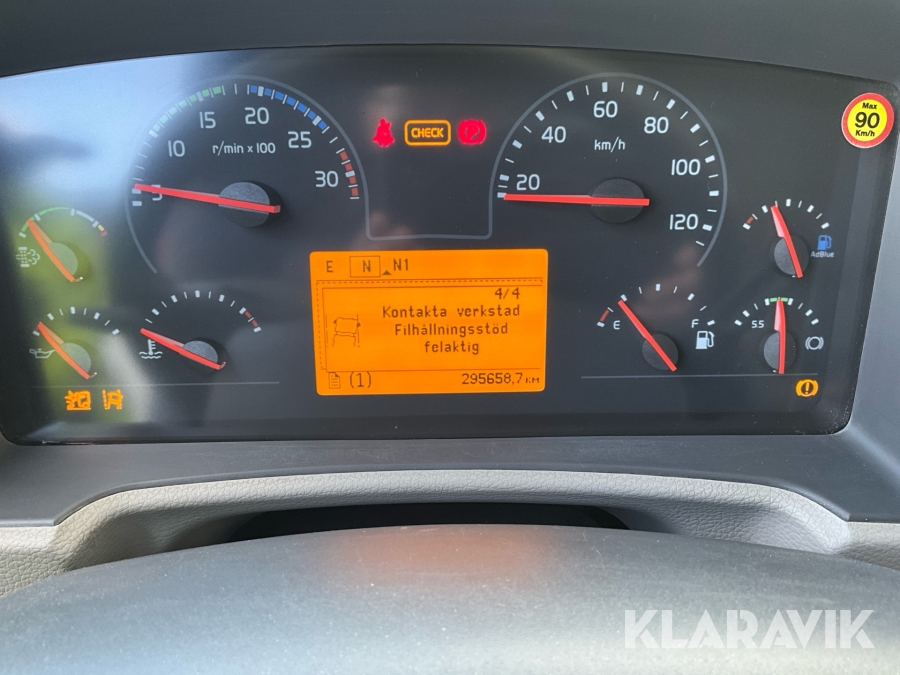 5
10
15
20
25
30
r/min x 100
CHECK
20
40
60
80
100
120
km/h
Max
90
Km/h
AdBlue
E N N1
4/4
Kontakta verkstad
Filhållningsstöd
felaktig
(1) 295658,7 KM
E
F
KLARAVIK